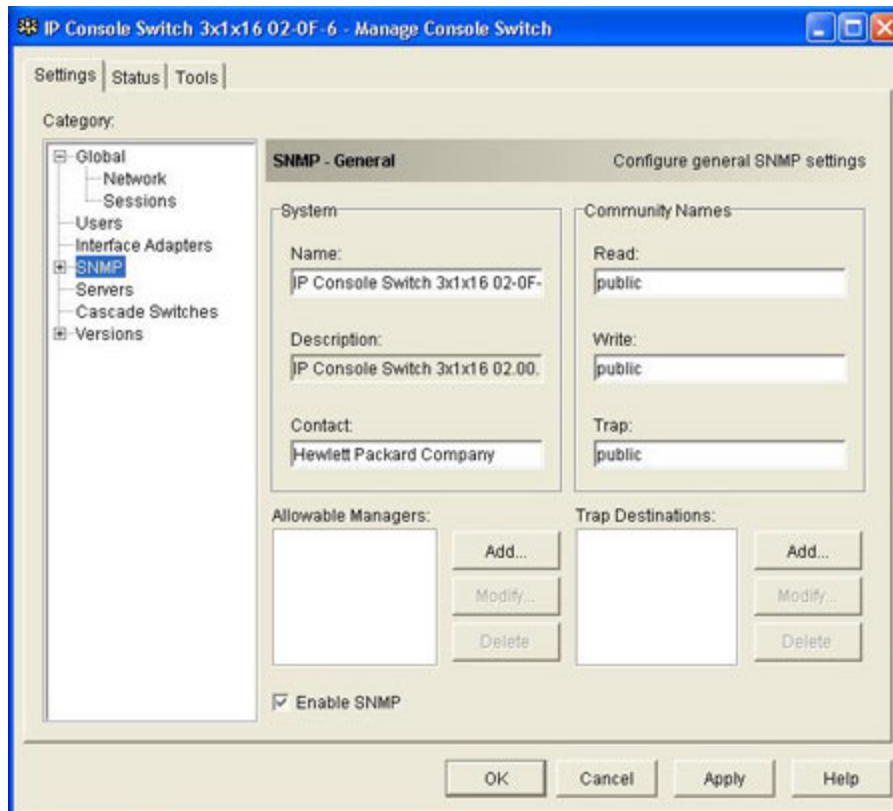 IP Console Switch 3x1x16 02-0F-6 - Manage Console Switch
Settings Status Tools
Category:
Global
Network
Sessions
Users
Interface Adapters
SNMP
Servers
Cascade Switches
Versions
SNMP - General
Configure general SNMP settings
System
Name:
IP Console Switch 3x1x16 02-0F-
Description:
IP Console Switch 3x1x16 02.00.
Contact:
Hewlett Packard Company
Community Names
Read:
public
Write:
public
Trap:
public
Allowable Managers:
Add...
Modify...
Delete
Trap Destinations:
Add...
Modify...
Delete
Enable SNMP
OK Cancel Apply Help